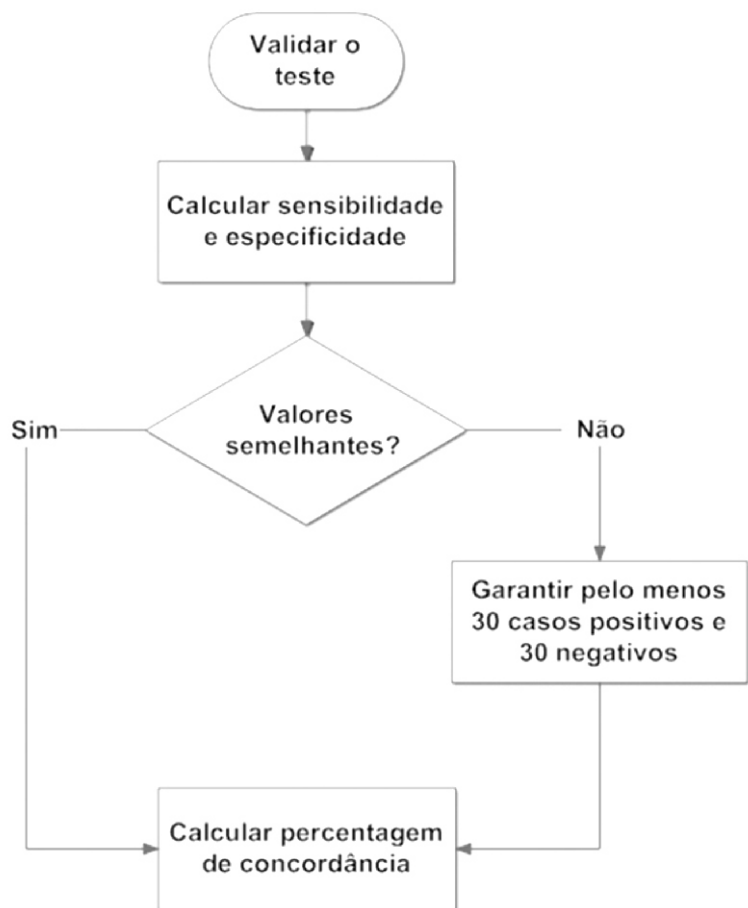 Validar o
teste
Calcular sensibilidade
e especificidade
Valores
semelhantes?
Sim
Não
Garantir pelo menos
30 casos positivos e
30 negativos
Calcular percentagem
de concordância